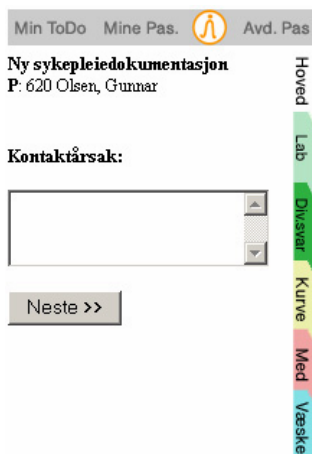 Min ToDo Mine Pas. Avd. Pas
Ny sykepleiedokumentasjon
P: 620 Olsen, Gunnar
Kontaktårsak:
Neste >>
Hoved
Lab
Div.svar
Kurve
Med
Væske